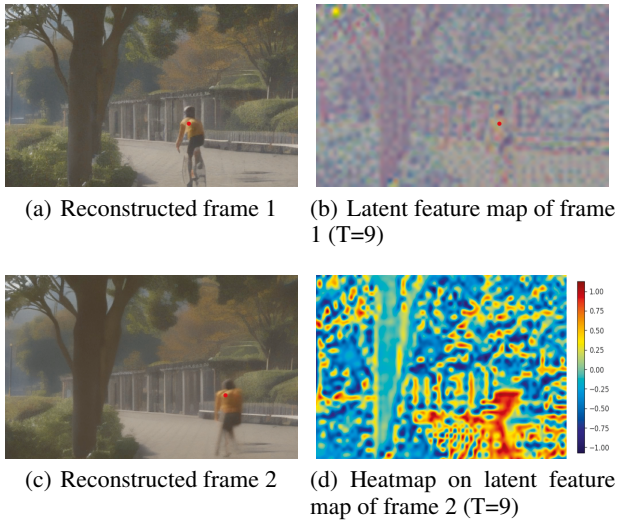 (a) Reconstructed frame 1
(b) Latent feature map of frame
1 (T=9)
1.00
0.75
0.50
0.25
0.00
−0.25
−0.50
−0.75
−1.00
(c) Reconstructed frame 2
(d) Heatmap on latent feature
map of frame 2 (T=9)